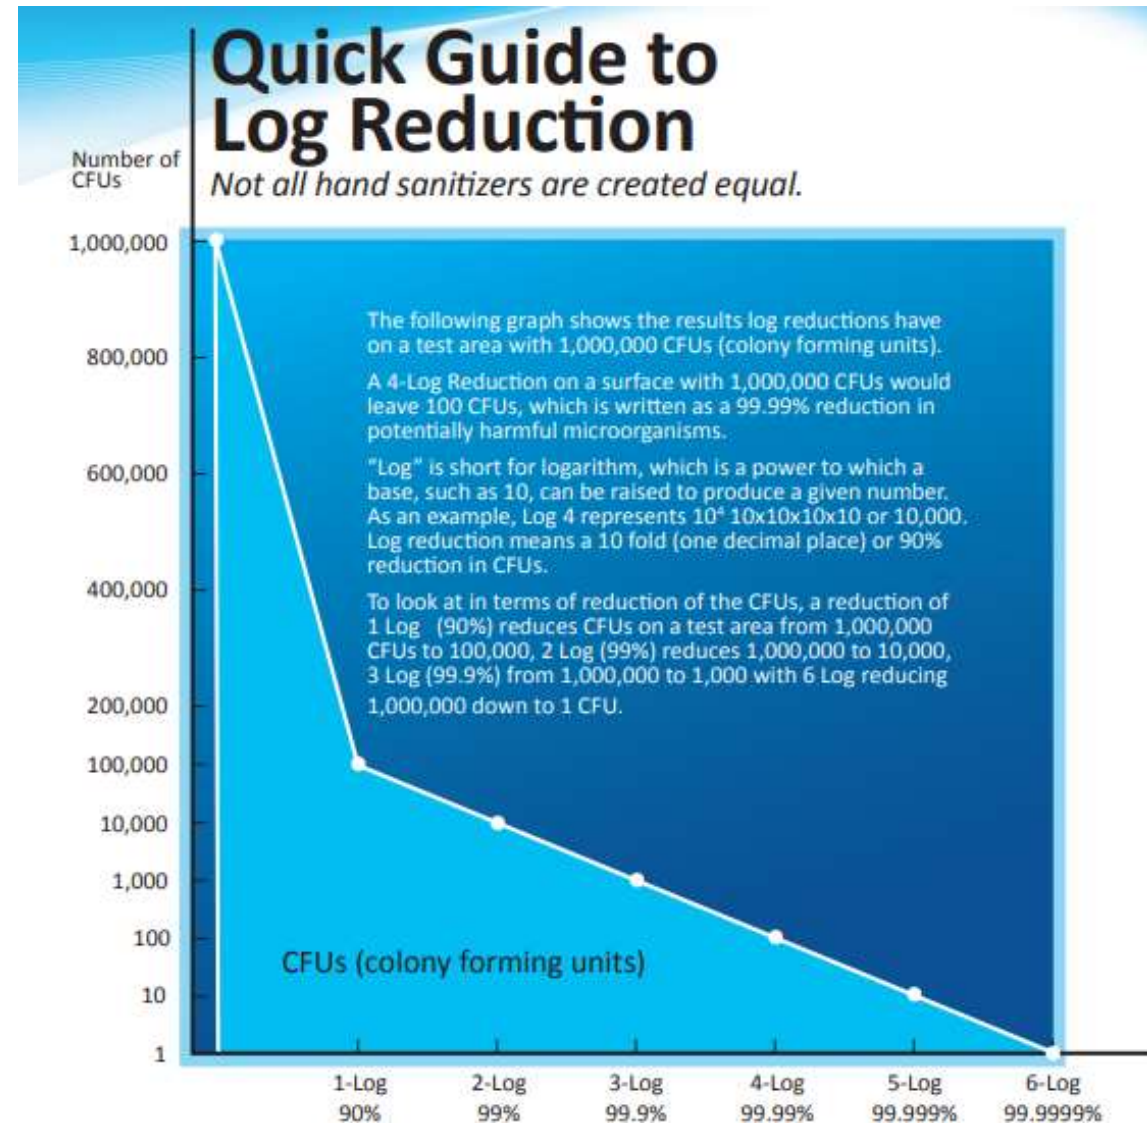 Quick Guide to
Log Reduction
Not all hand sanitizers are created equal.
Number of
CFUs
1,000,000
800,000
600,000
400,000
200,000
100,000
10,000
1,000
100
10
1
The following graph shows the results log reductions have
on a test area with 1,000,000 CFUs (colony forming units).
A 4-Log Reduction on a surface with 1,000,000 CFUs would
leave 100 CFUs, which is written as a 99.99% reduction in
potentially harmful microorganisms.
“Log” is short for logarithm, which is a power to which a
base, such as 10, can be raised to produce a given number.
As an example, Log 4 represents 10⁴ 10x10x10x10 or 10,000.
Log reduction means a 10 fold (one decimal place) or 90%
reduction in CFUs.
To look at in terms of reduction of the CFUs, a reduction of
1 Log (90%) reduces CFUs on a test area from 1,000,000
CFUs to 100,000, 2 Log (99%) reduces 1,000,000 to 10,000,
3 Log (99.9%) from 1,000,000 to 1,000 with 6 Log reducing
1,000,000 down to 1 CFU.
CFUs (colony forming units)
1-Log 2-Log 3-Log 4-Log 5-Log 6-Log
90% 99% 99.9% 99.99% 99.999% 99.9999%